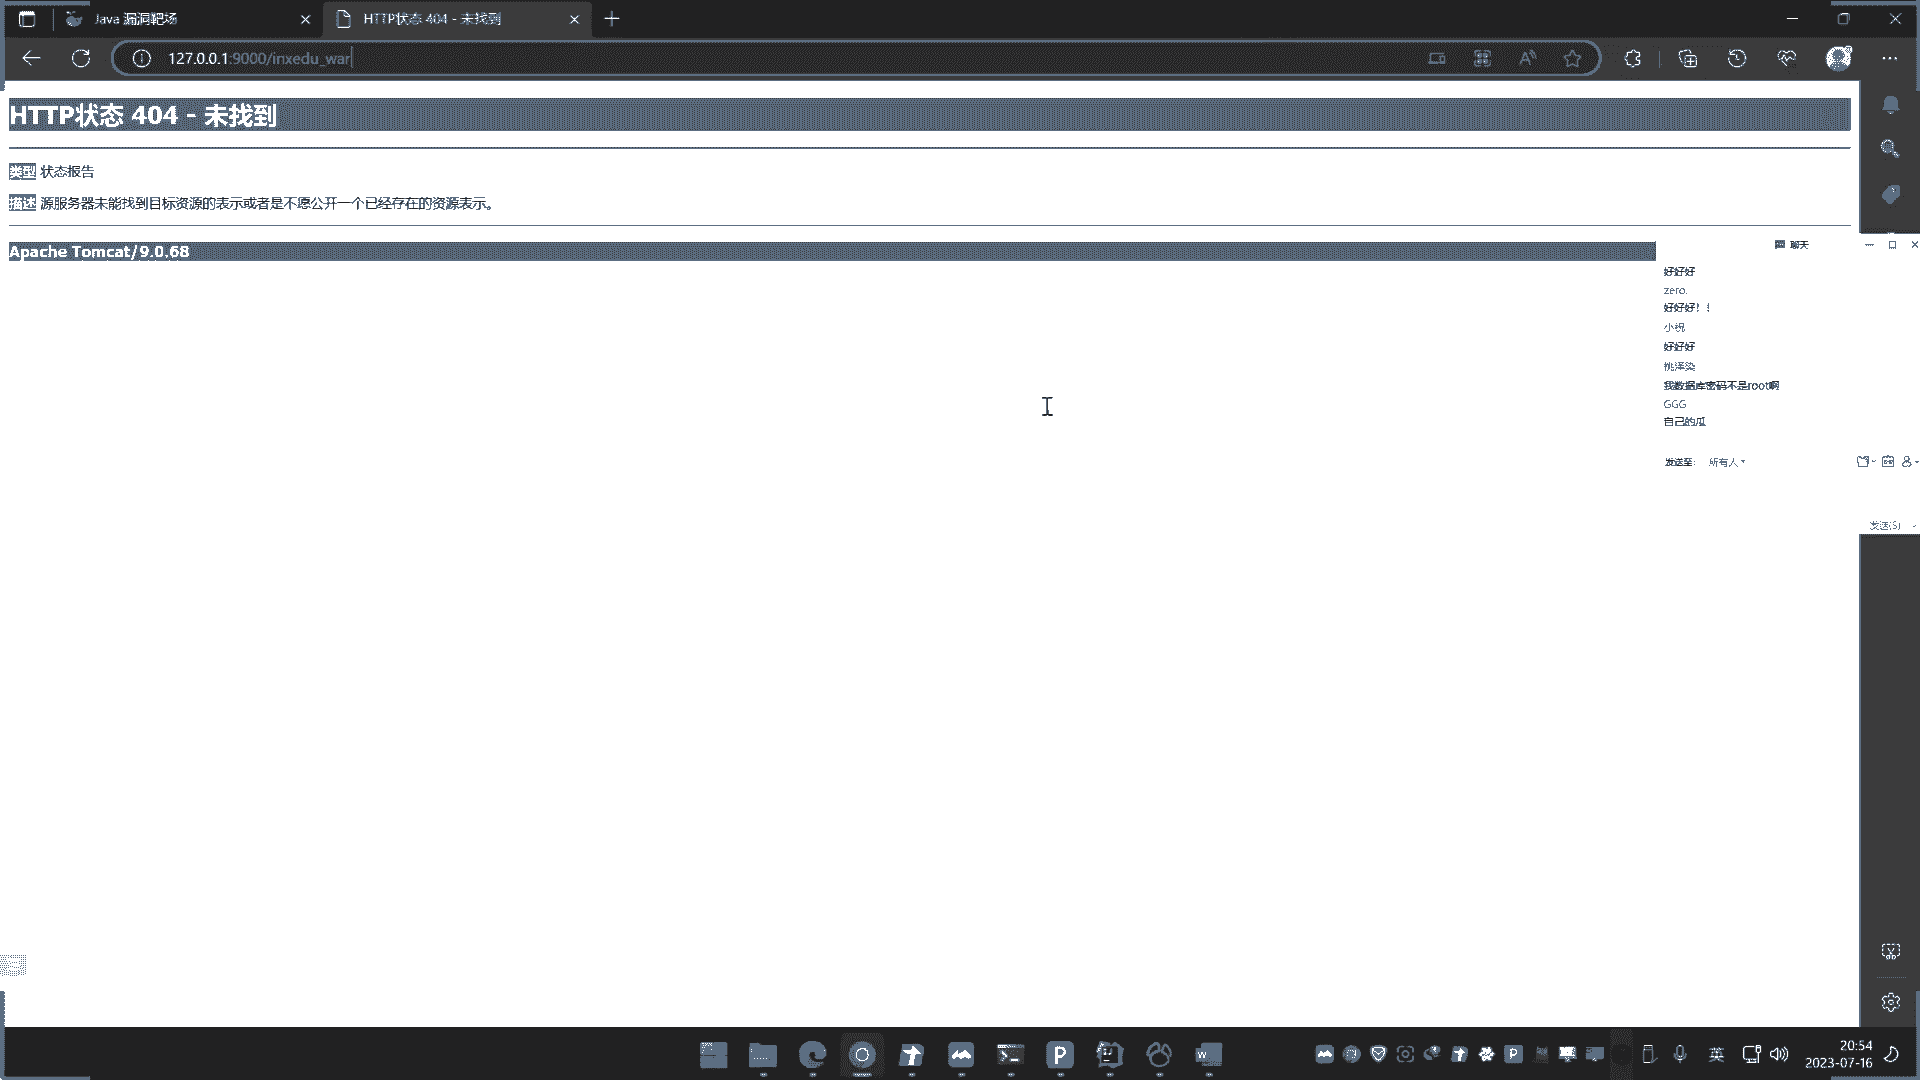 Java 漏洞靶场
HTTP状态 404 - 未找到
127.0.0.1:9000/inxedu_war
HTTP状态 404 - 未找到
类型 状态报告
描述 源服务器未能找到目标资源的表示或者是不愿公开一个已经存在的资源表示。
Apache Tomcat/9.0.68
聊天
好好好
zero.
好好好！！
小祝
好好好
桃泽染
我数据库密码不是root啊
GGG
自己的瓜
发送至: 所有人
发送(S)
英
20:54
2023-07-16